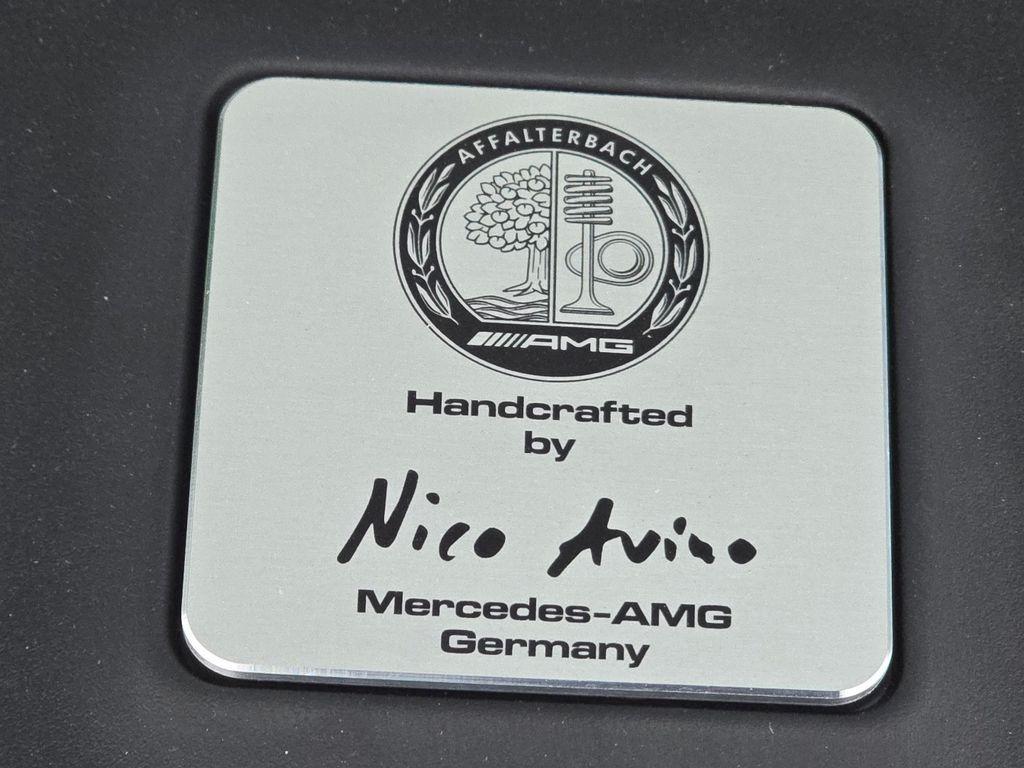 AFFALTERBACH
AMG
Handcrafted
by
Nico Avino
Mercedes-AMG
Germany